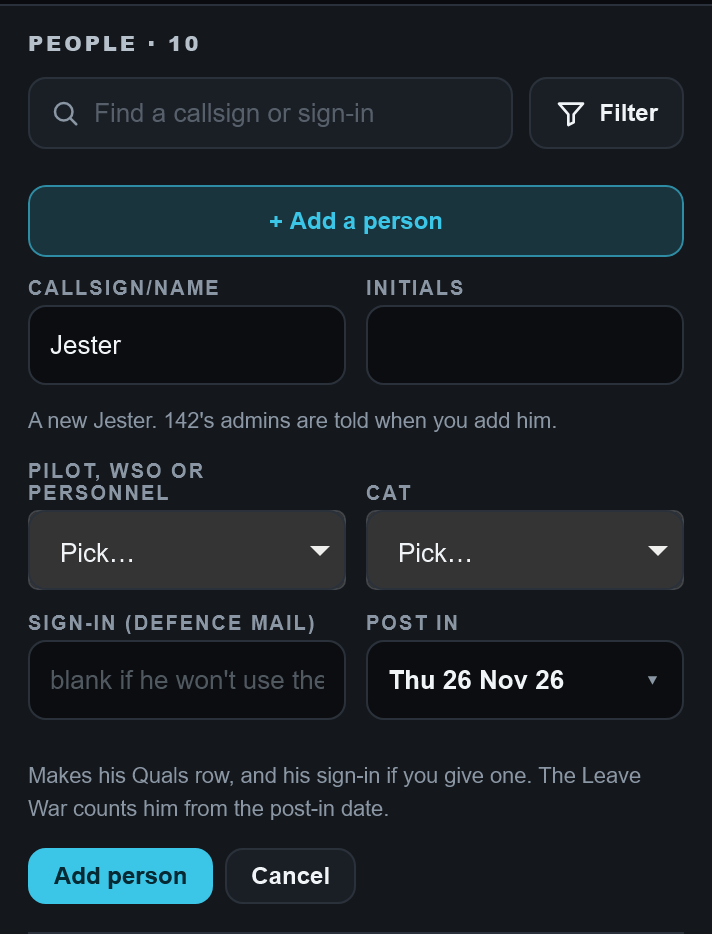 PEOPLE · 10
Find a callsign or sign-in
Filter
+ Add a person
CALLSIGN/NAME
INITIALS
Jester
A new Jester. 142's admins are told when you add him.
PILOT, WSO OR
PERSONNEL
CAT
Pick...
Pick...
SIGN-IN (DEFENCE MAIL)
POST IN
blank if he won't use the
Thu 26 Nov 26
Makes his Quals row, and his sign-in if you give one. The Leave
War counts him from the post-in date.
Add person
Cancel